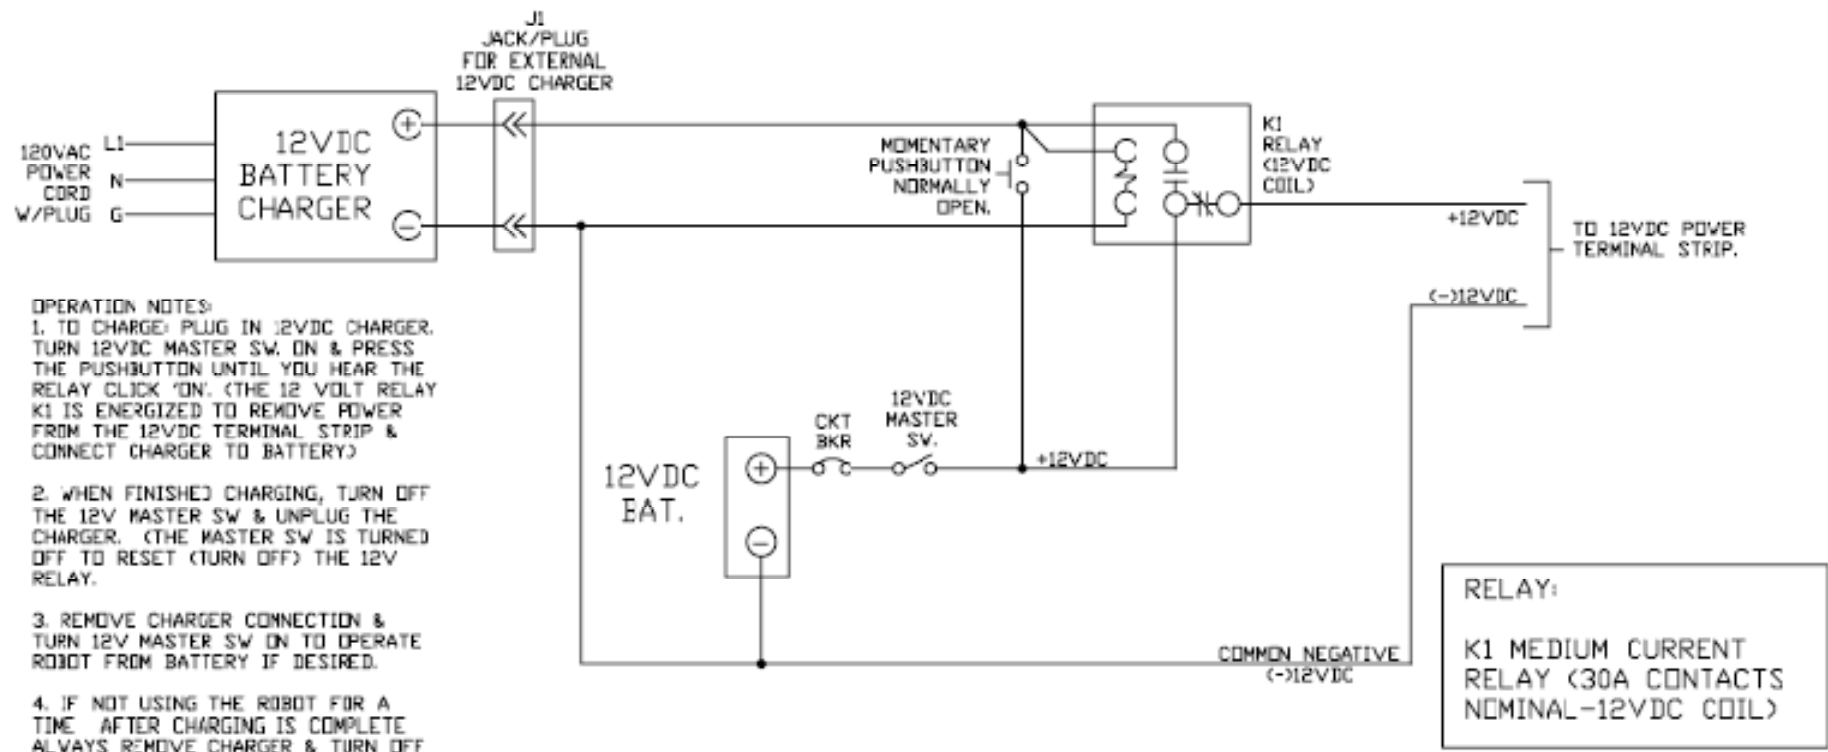 J1
JACK/PLUG
FOR EXTERNAL
12VDC CHARGER
120VAC
POWER
CORD
W/PLUG
L1
N
G
12VDC
BATTERY
CHARGER
+
-
MOMENTARY
PUSHBUTTON
NORMALLY
OPEN.
K1
RELAY
(12VDC
COIL)
+12VDC
(-)12VDC
TO 12VDC POWER
TERMINAL STRIP.
OPERATION NOTES:
1. TO CHARGE: PLUG IN 12VDC CHARGER.
TURN 12VDC MASTER SW. ON & PRESS
THE PUSHBUTTON UNTIL YOU HEAR THE
RELAY CLICK 'ON'. (THE 12 VOLT RELAY
K1 IS ENERGIZED TO REMOVE POWER
FROM THE 12VDC TERMINAL STRIP &
CONNECT CHARGER TO BATTERY)
2. WHEN FINISHED CHARGING, TURN OFF
THE 12V MASTER SW & UNPLUG THE
CHARGER. (THE MASTER SW IS TURNED
OFF TO RESET (TURN OFF) THE 12V
RELAY.
3. REMOVE CHARGER CONNECTION &
TURN 12V MASTER SW ON TO OPERATE
ROBOT FROM BATTERY IF DESIRED.
4. IF NOT USING THE ROBOT FOR A
TIME AFTER CHARGING IS COMPLETE
ALWAYS REMOVE CHARGER & TURN OFF
12VDC
BAT.
+
-
CKT
BKR
12VDC
MASTER
SW.
+12VDC
COMMON NEGATIVE
(-)12VDC
RELAY:
K1 MEDIUM CURRENT
RELAY (30A CONTACTS
NOMINAL-12VDC COIL)